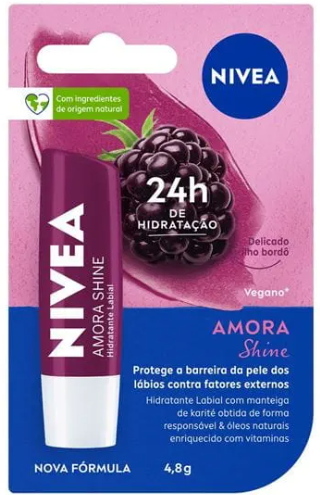 NIVEA
Com ingredientes
de origem natural
24h
DE
HIDRATAÇÃO
Delicado
bordô
Vegano*
NIVEA
AMORA SHINE
Hidratante Labial
AMORA
Shine
Protege a barreira da pele dos
lábios contra fatores externos
Hidratante Labial com manteiga
de karité obtida de forma
responsável & óleos naturais
enriquecido com vitaminas
NOVA FÓRMULA
4,8g